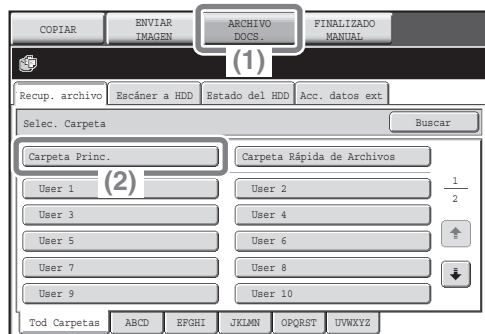 COPIAR
ENVIAR
IMAGEN
ARCHIVO
DOCS.
FINALIZADO
MANUAL
(1)
Recup. archivo Escáner a HDD Estado del HDD Acc. datos ext
Selec. Carpeta Buscar
Carpeta Princ. Carpeta Rápida de Archivos
(2)
User 1 User 2
1
2
User 3 User 4
User 5 User 6
User 7 User 8
User 9 User 10
Tod Carpetas ABCD EFGHI JKLMN OPQRST UVWXYZ